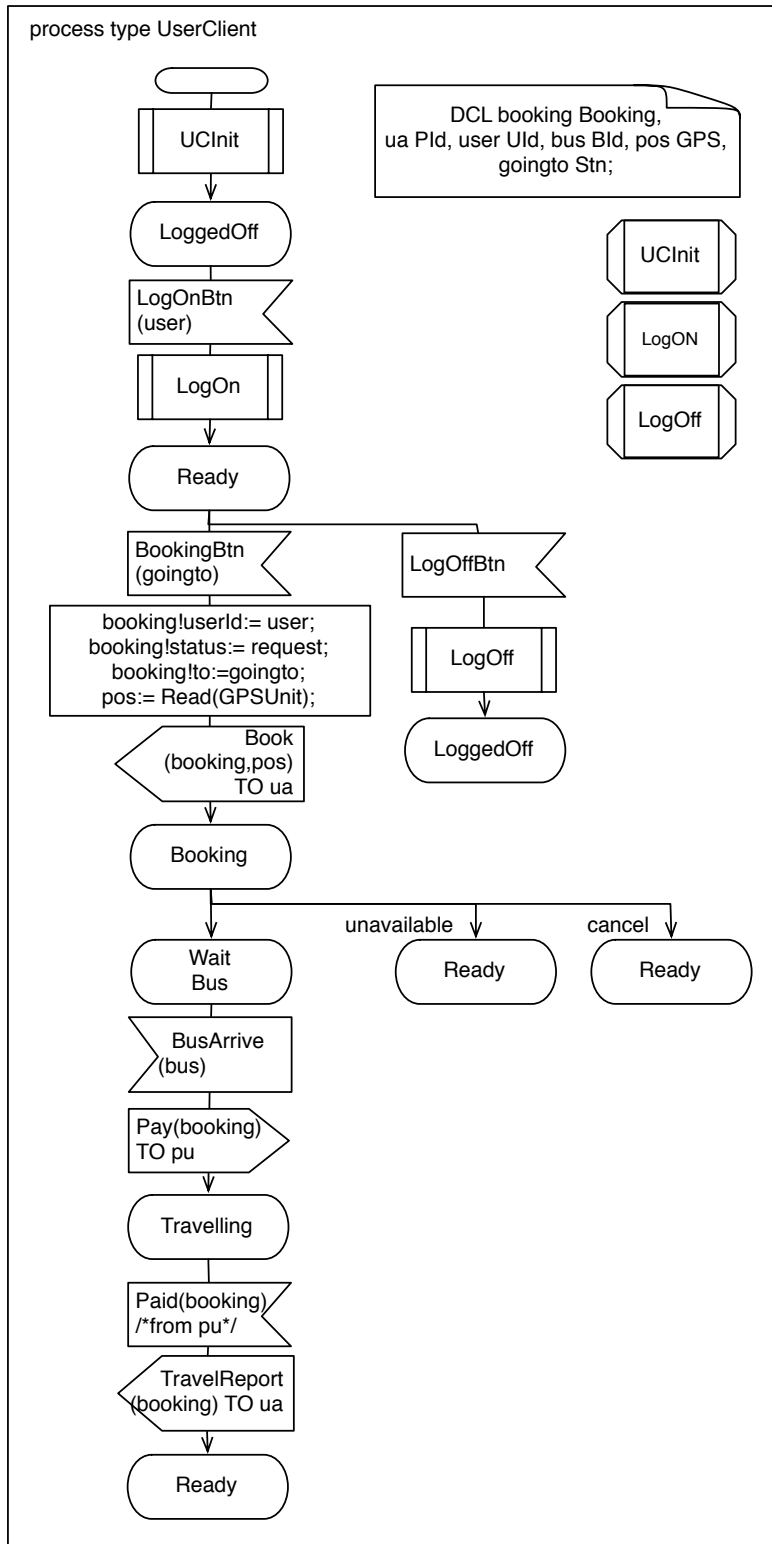 process type UserClient
UCInit
DCL booking Booking,
ua PId, user UId, bus BId, pos GPS,
goingto Stn;
LoggedOff
UCInit
LogOnBtn
(user)
LogON
LogOn
LogOff
Ready
BookingBtn
(goingto)
LogOffBtn
booking!userId:= user;
booking!status:= request;
booking!to:=goingto;
pos:= Read(GPSUnit);
LogOff
Book
(booking,pos)
TO ua
LoggedOff
Booking
unavailable
cancel
Wait
Bus
Ready
Ready
BusArrive
(bus)
Pay(booking)
TO pu
Travelling
Paid(booking)
/*from pu*/
TravelReport
(booking) TO ua
Ready